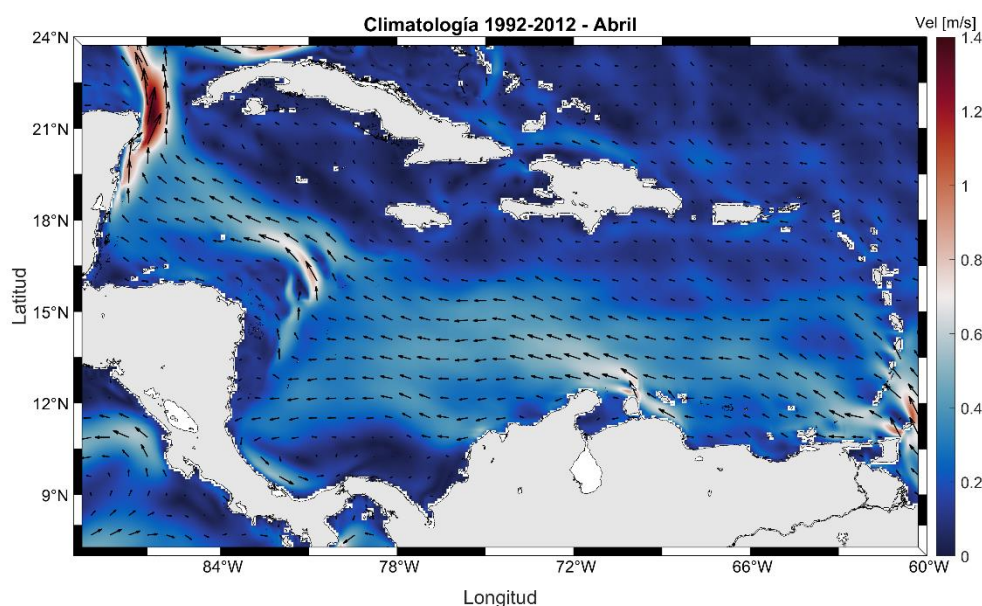 Climatología 1992-2012 - Abril
Vel [m/s]
24°N
21°N
18°N
15°N
12°N
9°N
Latitud
84°W
78°W
72°W
66°W
60°W
Longitud
1.4
1.2
1
0.8
0.6
0.4
0.2
0